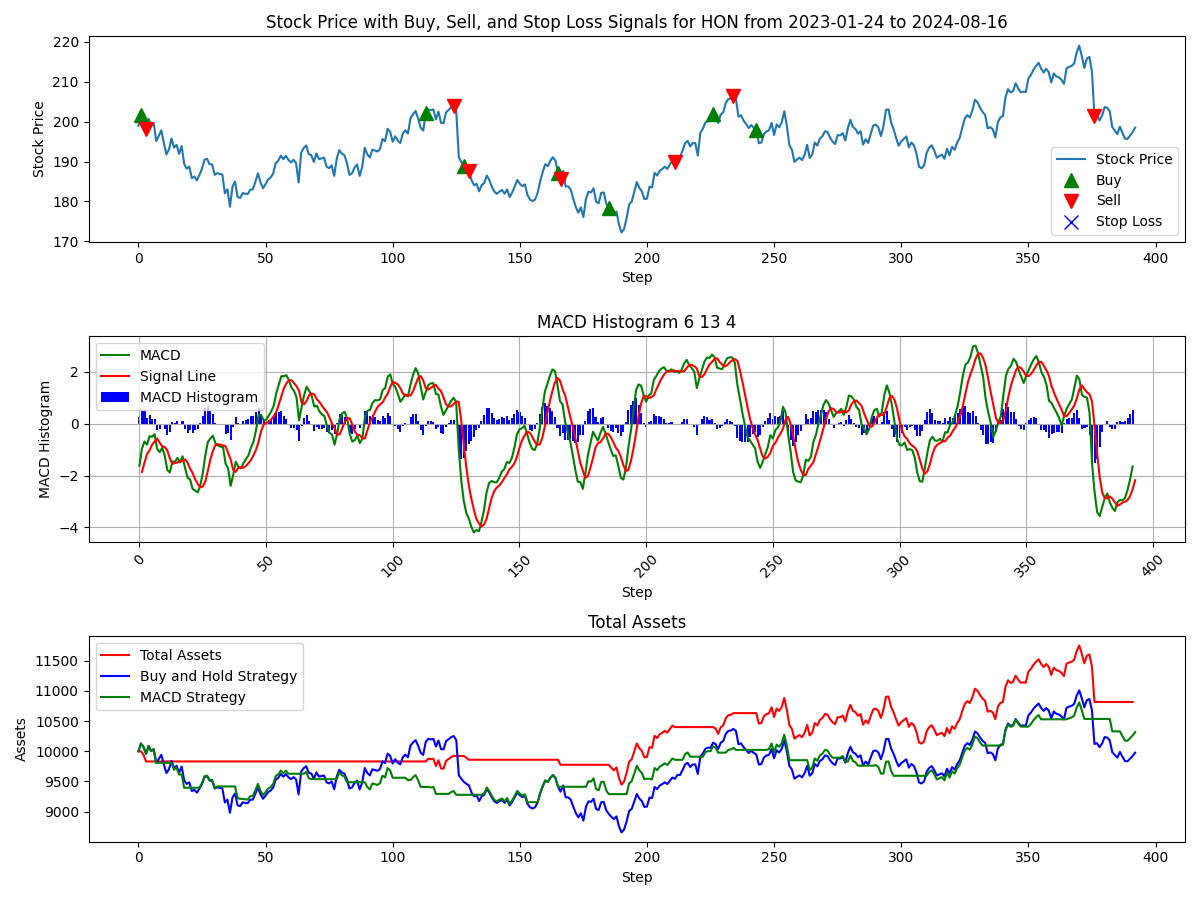 Stock Price with Buy, Sell, and Stop Loss Signals for HON from 2023-01-24 to 2024-08-16
Stock Price
220
210
200
190
180
170
Stock Price
Buy
Sell
Stop Loss
0 50 100 150 200 250 300 350 400
Step
MACD Histogram 6 13 4
MACD Histogram
2
0
−2
−4
MACD
Signal Line
MACD Histogram
0 50 100 150 200 250 300 350 400
Step
Total Assets
Assets
11500
11000
10500
10000
9500
9000
Total Assets
Buy and Hold Strategy
MACD Strategy
0 50 100 150 200 250 300 350 400
Step